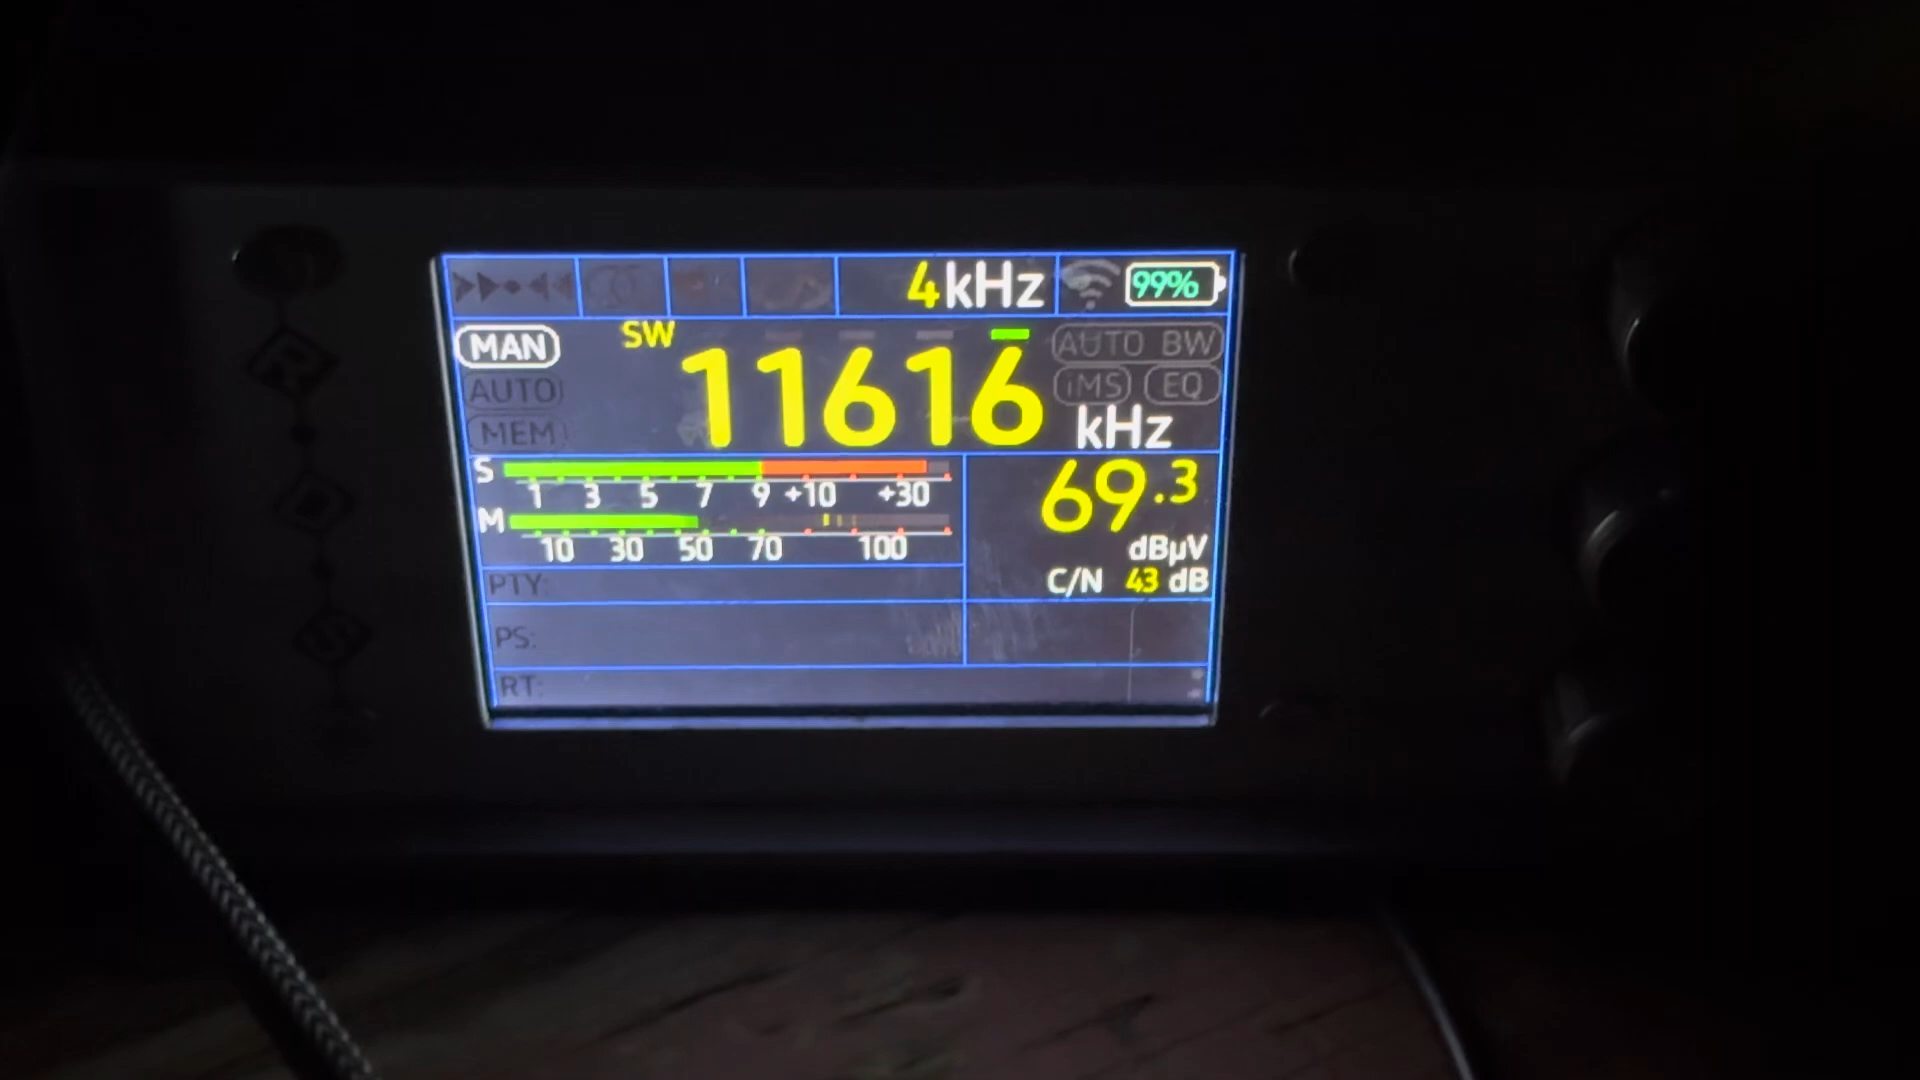 4kHz 99%
MAN SW AUTO BW
AUTO 11616 iMS EQ
MEM kHz
S 69.3
1 3 5 7 9 +10 +30
M
10 30 50 70 100 dBµV
PTY: C/N 43 dB
PS:
RT:
R
D
S